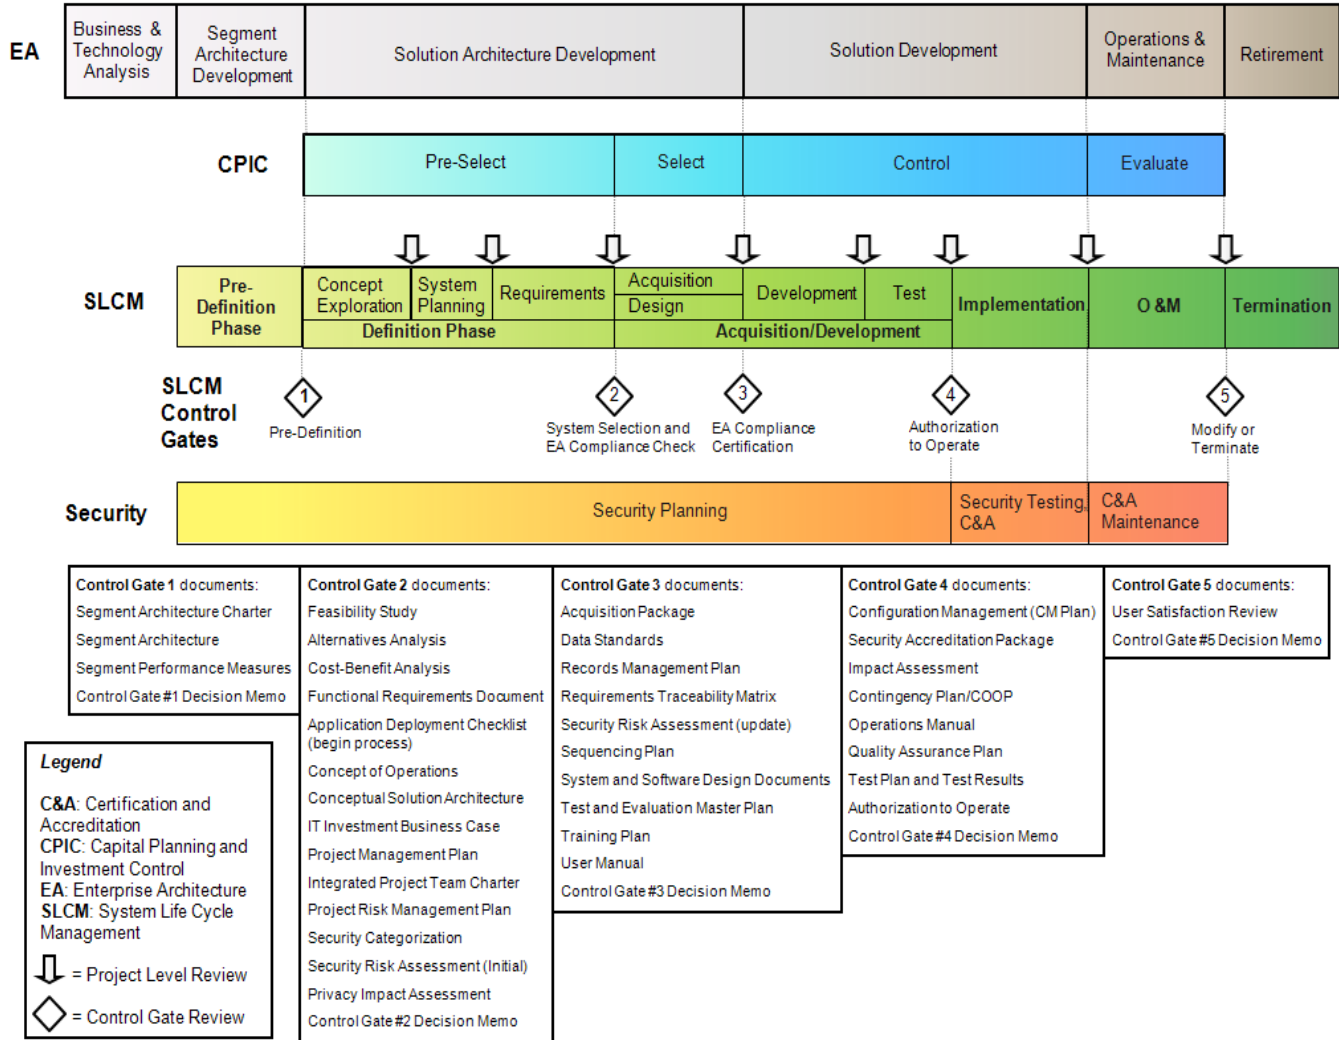 EA
Business &
Technology
Analysis
Segment
Architecture
Development
Solution Architecture Development
Solution Development
Operations &
Maintenance
Retirement
CPIC
Pre-Select
Select
Control
Evaluate
SLCM
Pre-
Definition
Phase
Concept
Exploration
System
Planning
Requirements
Definition Phase
Acquisition
Design
Development
Test
Acquisition/Development
Implementation
O &M
Termination
SLCM
Control
Gates
1
Pre-Definition
2
System Selection and
EA Compliance Check
3
EA Compliance
Certification
4
Authorization
to Operate
5
Modify or
Terminate
Security
Security Planning
Security Testing,
C&A
C&A
Maintenance
Control Gate 1 documents:
Segment Architecture Charter
Segment Architecture
Segment Performance Measures
Control Gate #1 Decision Memo
Control Gate 2 documents:
Feasibility Study
Alternatives Analysis
Cost-Benefit Analysis
Functional Requirements Document
Application Deployment Checklist
(begin process)
Concept of Operations
Conceptual Solution Architecture
IT Investment Business Case
Project Management Plan
Integrated Project Team Charter
Project Risk Management Plan
Security Categorization
Security Risk Assessment (Initial)
Privacy Impact Assessment
Control Gate #2 Decision Memo
Control Gate 3 documents:
Acquisition Package
Data Standards
Records Management Plan
Requirements Traceability Matrix
Security Risk Assessment (update)
Sequencing Plan
System and Software Design Documents
Test and Evaluation Master Plan
Training Plan
User Manual
Control Gate #3 Decision Memo
Control Gate 4 documents:
Configuration Management (CM Plan)
Security Accreditation Package
Impact Assessment
Contingency Plan/COOP
Operations Manual
Quality Assurance Plan
Test Plan and Test Results
Authorization to Operate
Control Gate #4 Decision Memo
Control Gate 5 documents:
User Satisfaction Review
Control Gate #5 Decision Memo
Legend
C&A: Certification and
Accreditation
CPIC: Capital Planning and
Investment Control
EA: Enterprise Architecture
SLCM: System Life Cycle
Management
= Project Level Review
= Control Gate Review